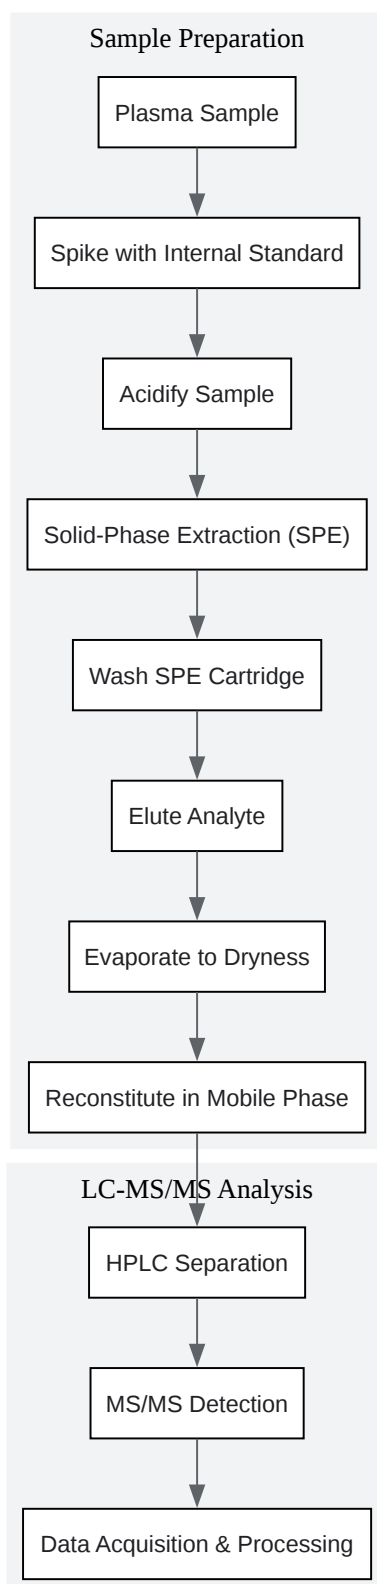 Sample Preparation
Plasma Sample
Spike with Internal Standard
Acidify Sample
Solid-Phase Extraction (SPE)
Wash SPE Cartridge
Elute Analyte
Evaporate to Dryness
Reconstitute in Mobile Phase
LC-MS/MS Analysis
HPLC Separation
MS/MS Detection
Data Acquisition & Processing